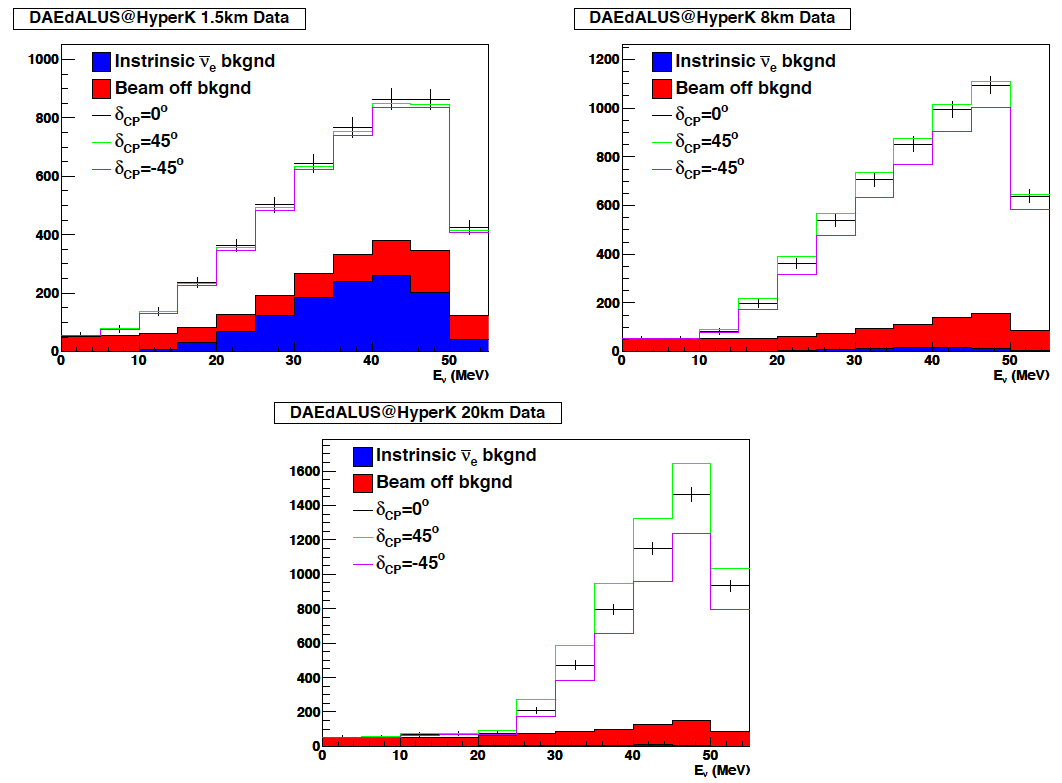 DAEdALUS@HyperK 1.5km Data
1000
800
600
400
200
0
Instrinsic ν̅e bkgnd
Beam off bkgnd
δCP=0°
δCP=45°
δCP=-45°
0 10 20 30 40 50
Eν (MeV)
DAEdALUS@HyperK 8km Data
1200
1000
800
600
400
200
0
Instrinsic ν̅e bkgnd
Beam off bkgnd
δCP=0°
δCP=45°
δCP=-45°
0 10 20 30 40 50
Eν (MeV)
DAEdALUS@HyperK 20km Data
1600
1400
1200
1000
800
600
400
200
0
Instrinsic ν̅e bkgnd
Beam off bkgnd
δCP=0°
δCP=45°
δCP=-45°
0 10 20 30 40 50
Eν (MeV)